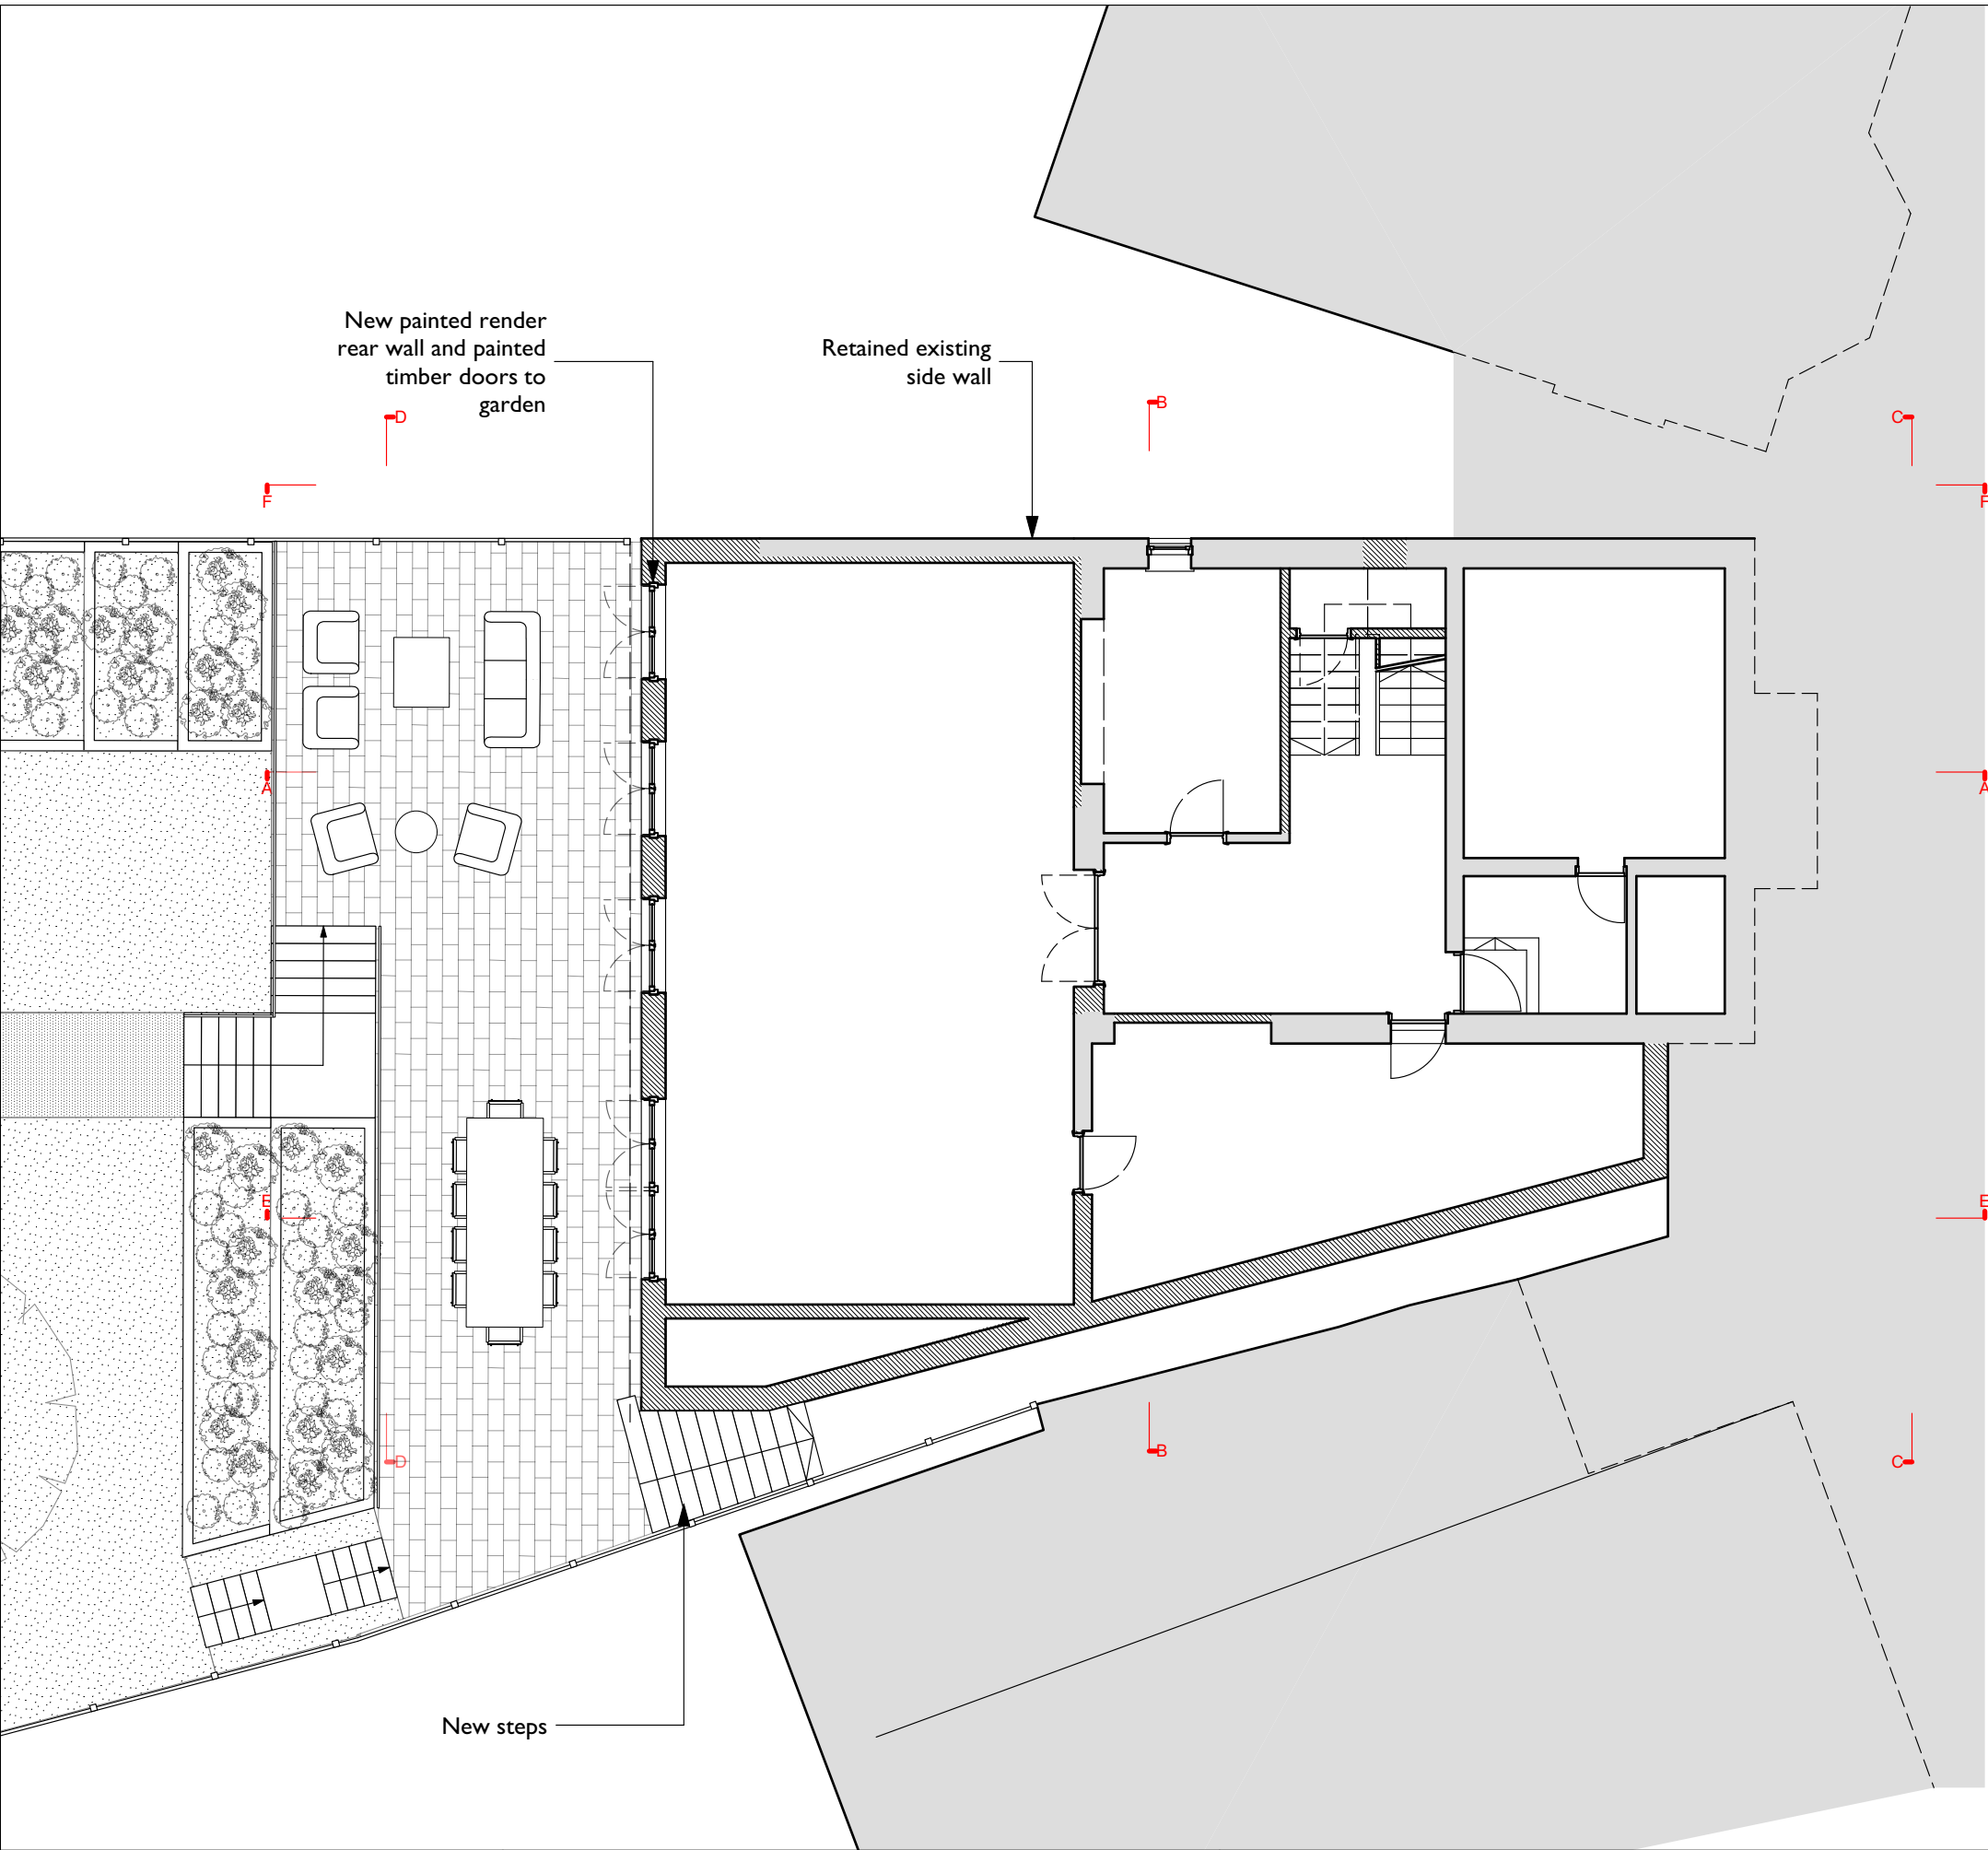 New painted render
rear wall and painted
timber doors to
garden
Retained existing
side wall
D
B
C
F
F
A
A
E
E
D
B
C
New steps